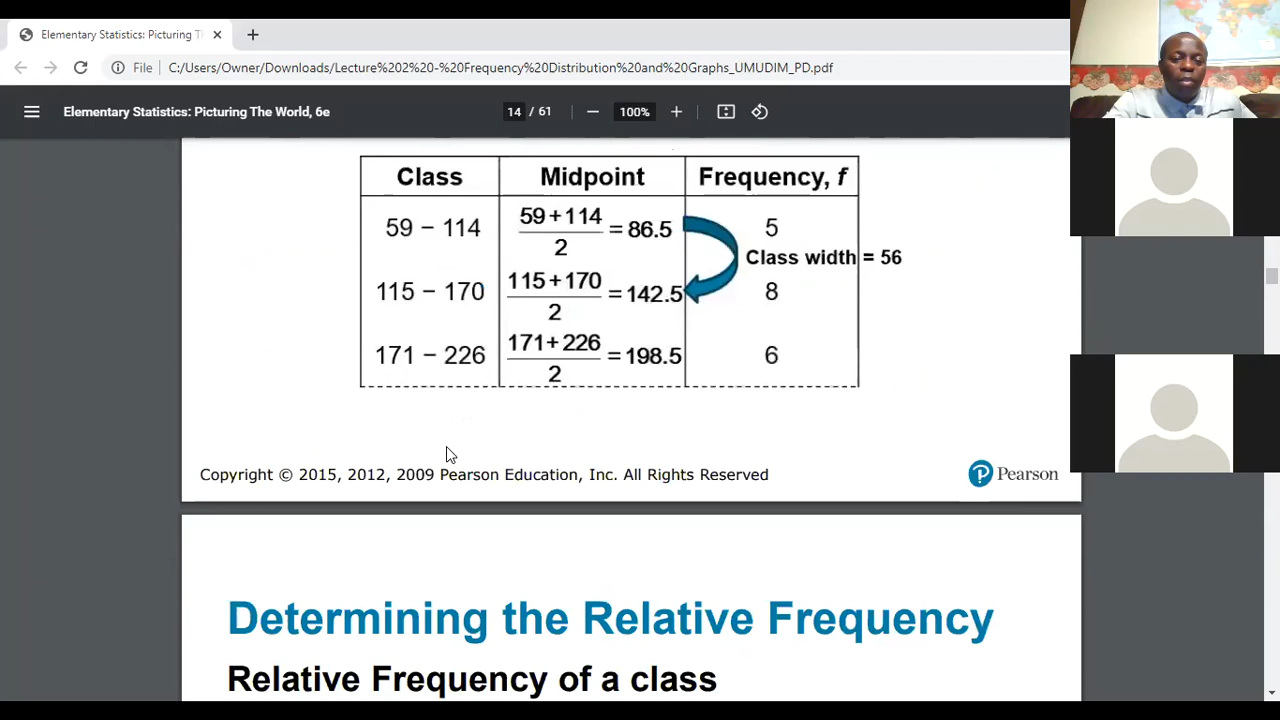 Elementary Statistics: Picturing T
File C:/Users/Owner/Downloads/Lecture%202%20-%20Frequency%20Distribution%20and%20Graphs_UMUDIM_PD.pdf
Elementary Statistics: Picturing The World, 6e 14 / 61 100%
Class Midpoint Frequency, f
59 – 114 59+114 / 2 = 86.5 5
Class width = 56
115 – 170 115+170 / 2 = 142.5 8
171 – 226 171+226 / 2 = 198.5 6
Copyright © 2015, 2012, 2009 Pearson Education, Inc. All Rights Reserved
P Pearson
Determining the Relative Frequency
Relative Frequency of a class